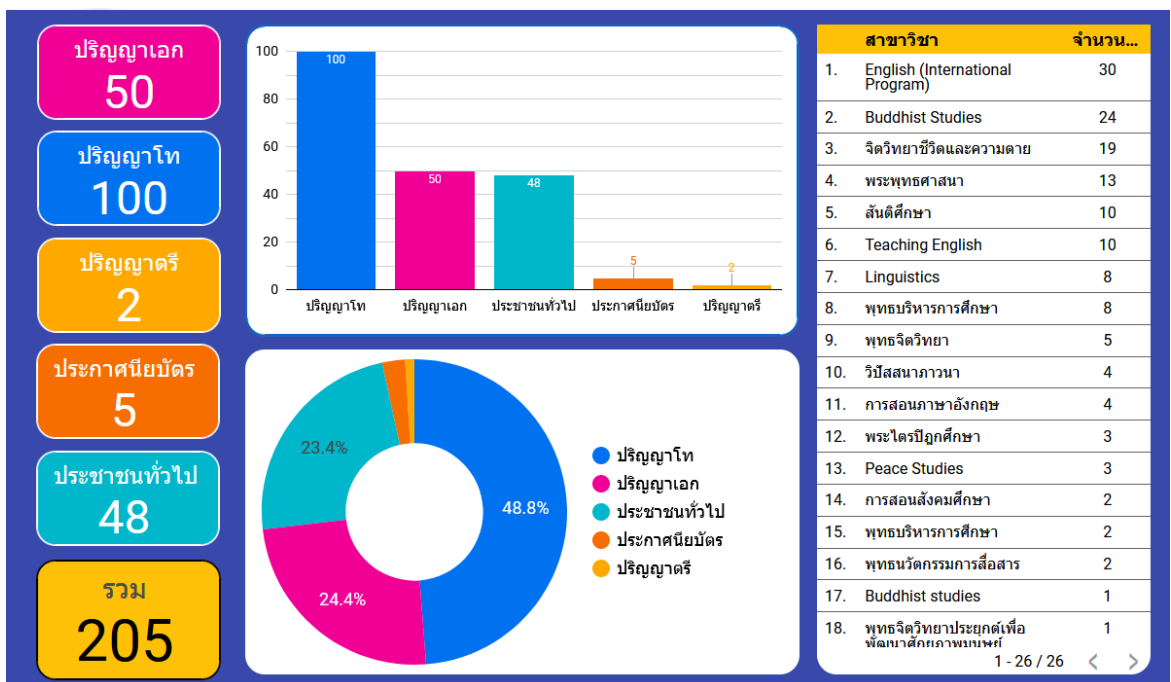 ปริญญาเอก
50
ปริญญาโท
100
ปริญญาตรี
2
ประกาศนียบัตร
5
ประชาชนทั่วไป
48
รวม
205
100
80
60
40
20
0
100
50
48
5
2
ปริญญาโท ปริญญาเอก ประชาชนทั่วไป ประกาศนียบัตร ปริญญาตรี
48.8%
24.4%
23.4%
ปริญญาโท
ปริญญาเอก
ประชาชนทั่วไป
ประกาศนียบัตร
ปริญญาตรี
สาขาวิชา จำนวน...
1. English (International
Program) 30
2. Buddhist Studies 24
3. จิตวิทยาชีวิตและความตาย 19
4. พระพุทธศาสนา 13
5. สันติศึกษา 10
6. Teaching English 10
7. Linguistics 8
8. พุทธบริหารการศึกษา 8
9. พุทธจิตวิทยา 5
10. วิปัสสนาภาวนา 4
11. การสอนภาษาอังกฤษ 4
12. พระไตรปิฎกศึกษา 3
13. Peace Studies 3
14. การสอนสังคมศึกษา 2
15. พุทธบริหารการศึกษา 2
16. พุทธนวัตกรรมการสื่อสาร 2
17. Buddhist studies 1
18. พุทธจิตวิทยาประยุกต์เพื่อ 1
พัฒนาศักยภาพมนุษย์
1 - 26 / 26